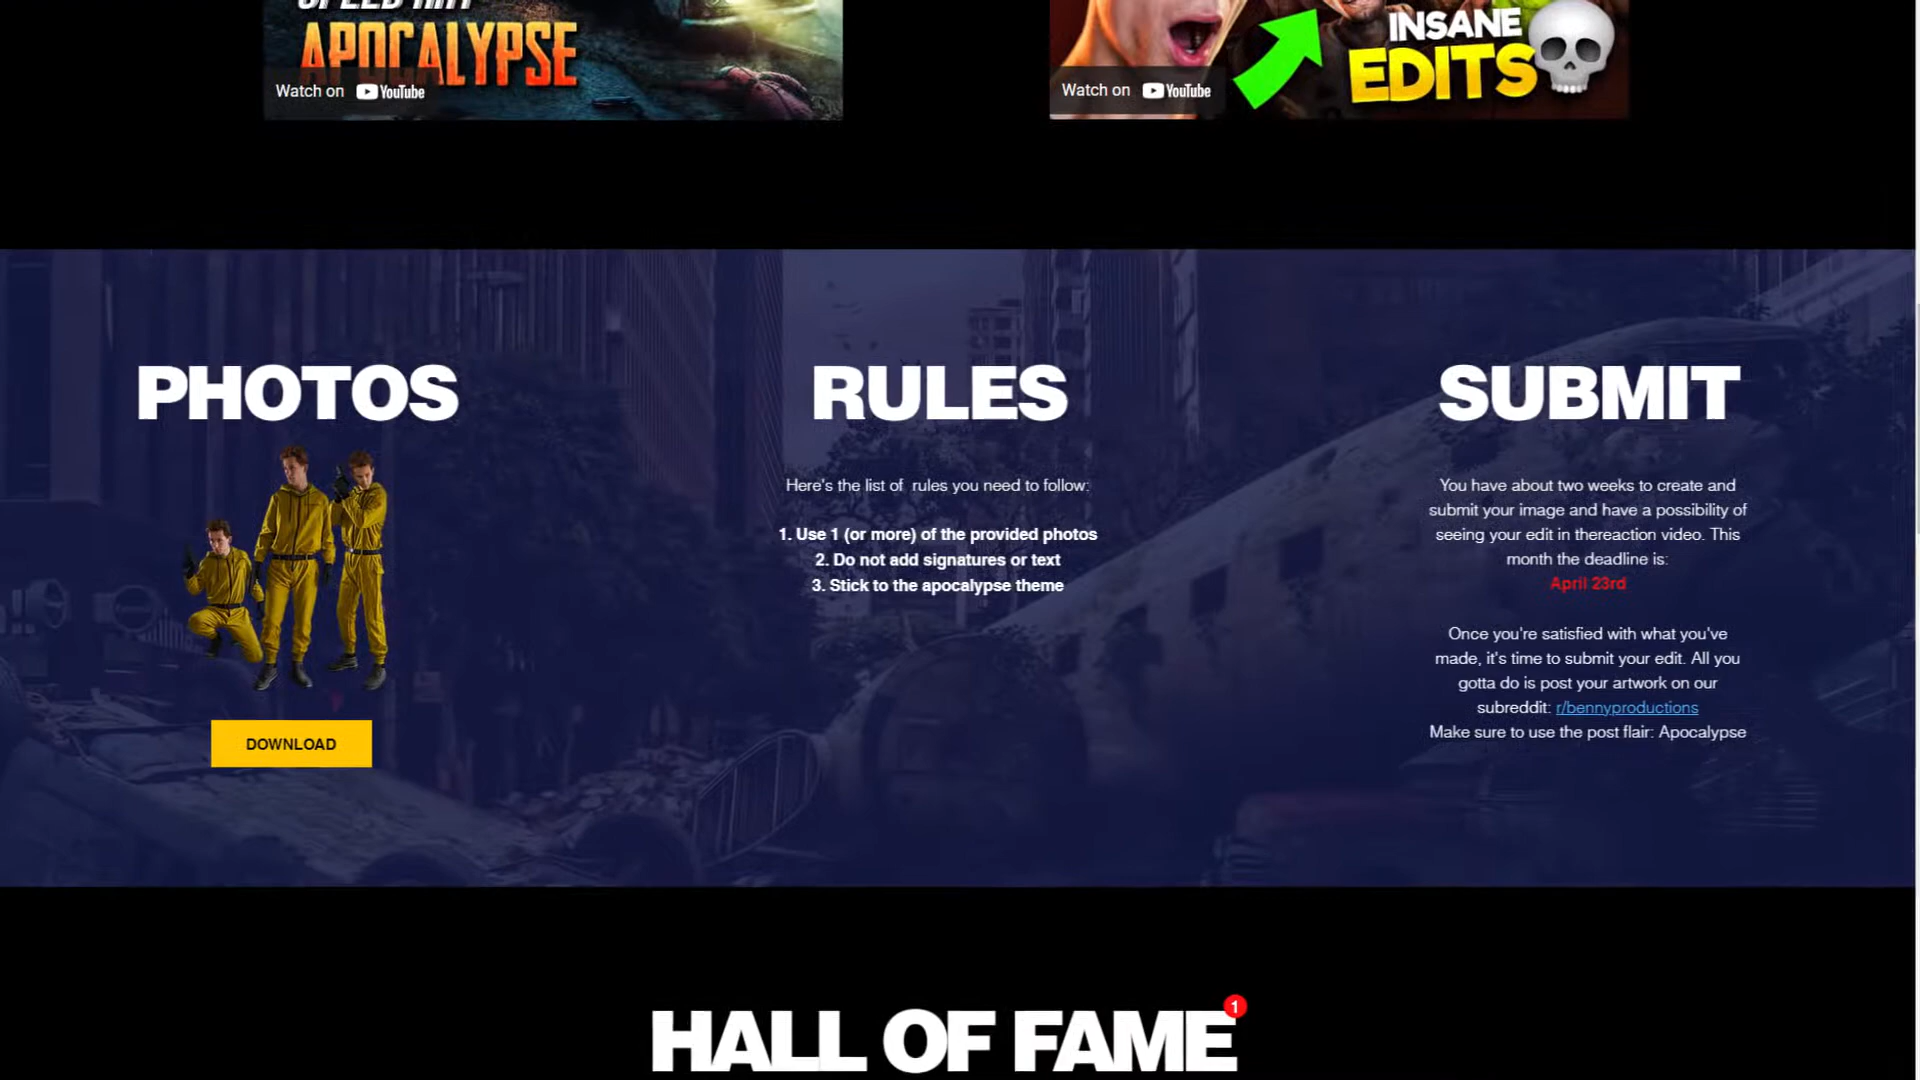 APOCALYPSE
Watch on YouTube
INSANE
EDITS
Watch on YouTube
PHOTOS
DOWNLOAD
RULES
Here's the list of rules you need to follow:
1. Use 1 (or more) of the provided photos
2. Do not add signatures or text
3. Stick to the apocalypse theme
SUBMIT
You have about two weeks to create and
submit your image and have a possibility of
seeing your edit in thereaction video. This
month the deadline is:
April 23rd
Once you're satisfied with what you've
made, it's time to submit your edit. All you
gotta do is post your artwork on our
subreddit: r/bennyproductions
Make sure to use the post flair: Apocalypse
HALL OF FAME
1